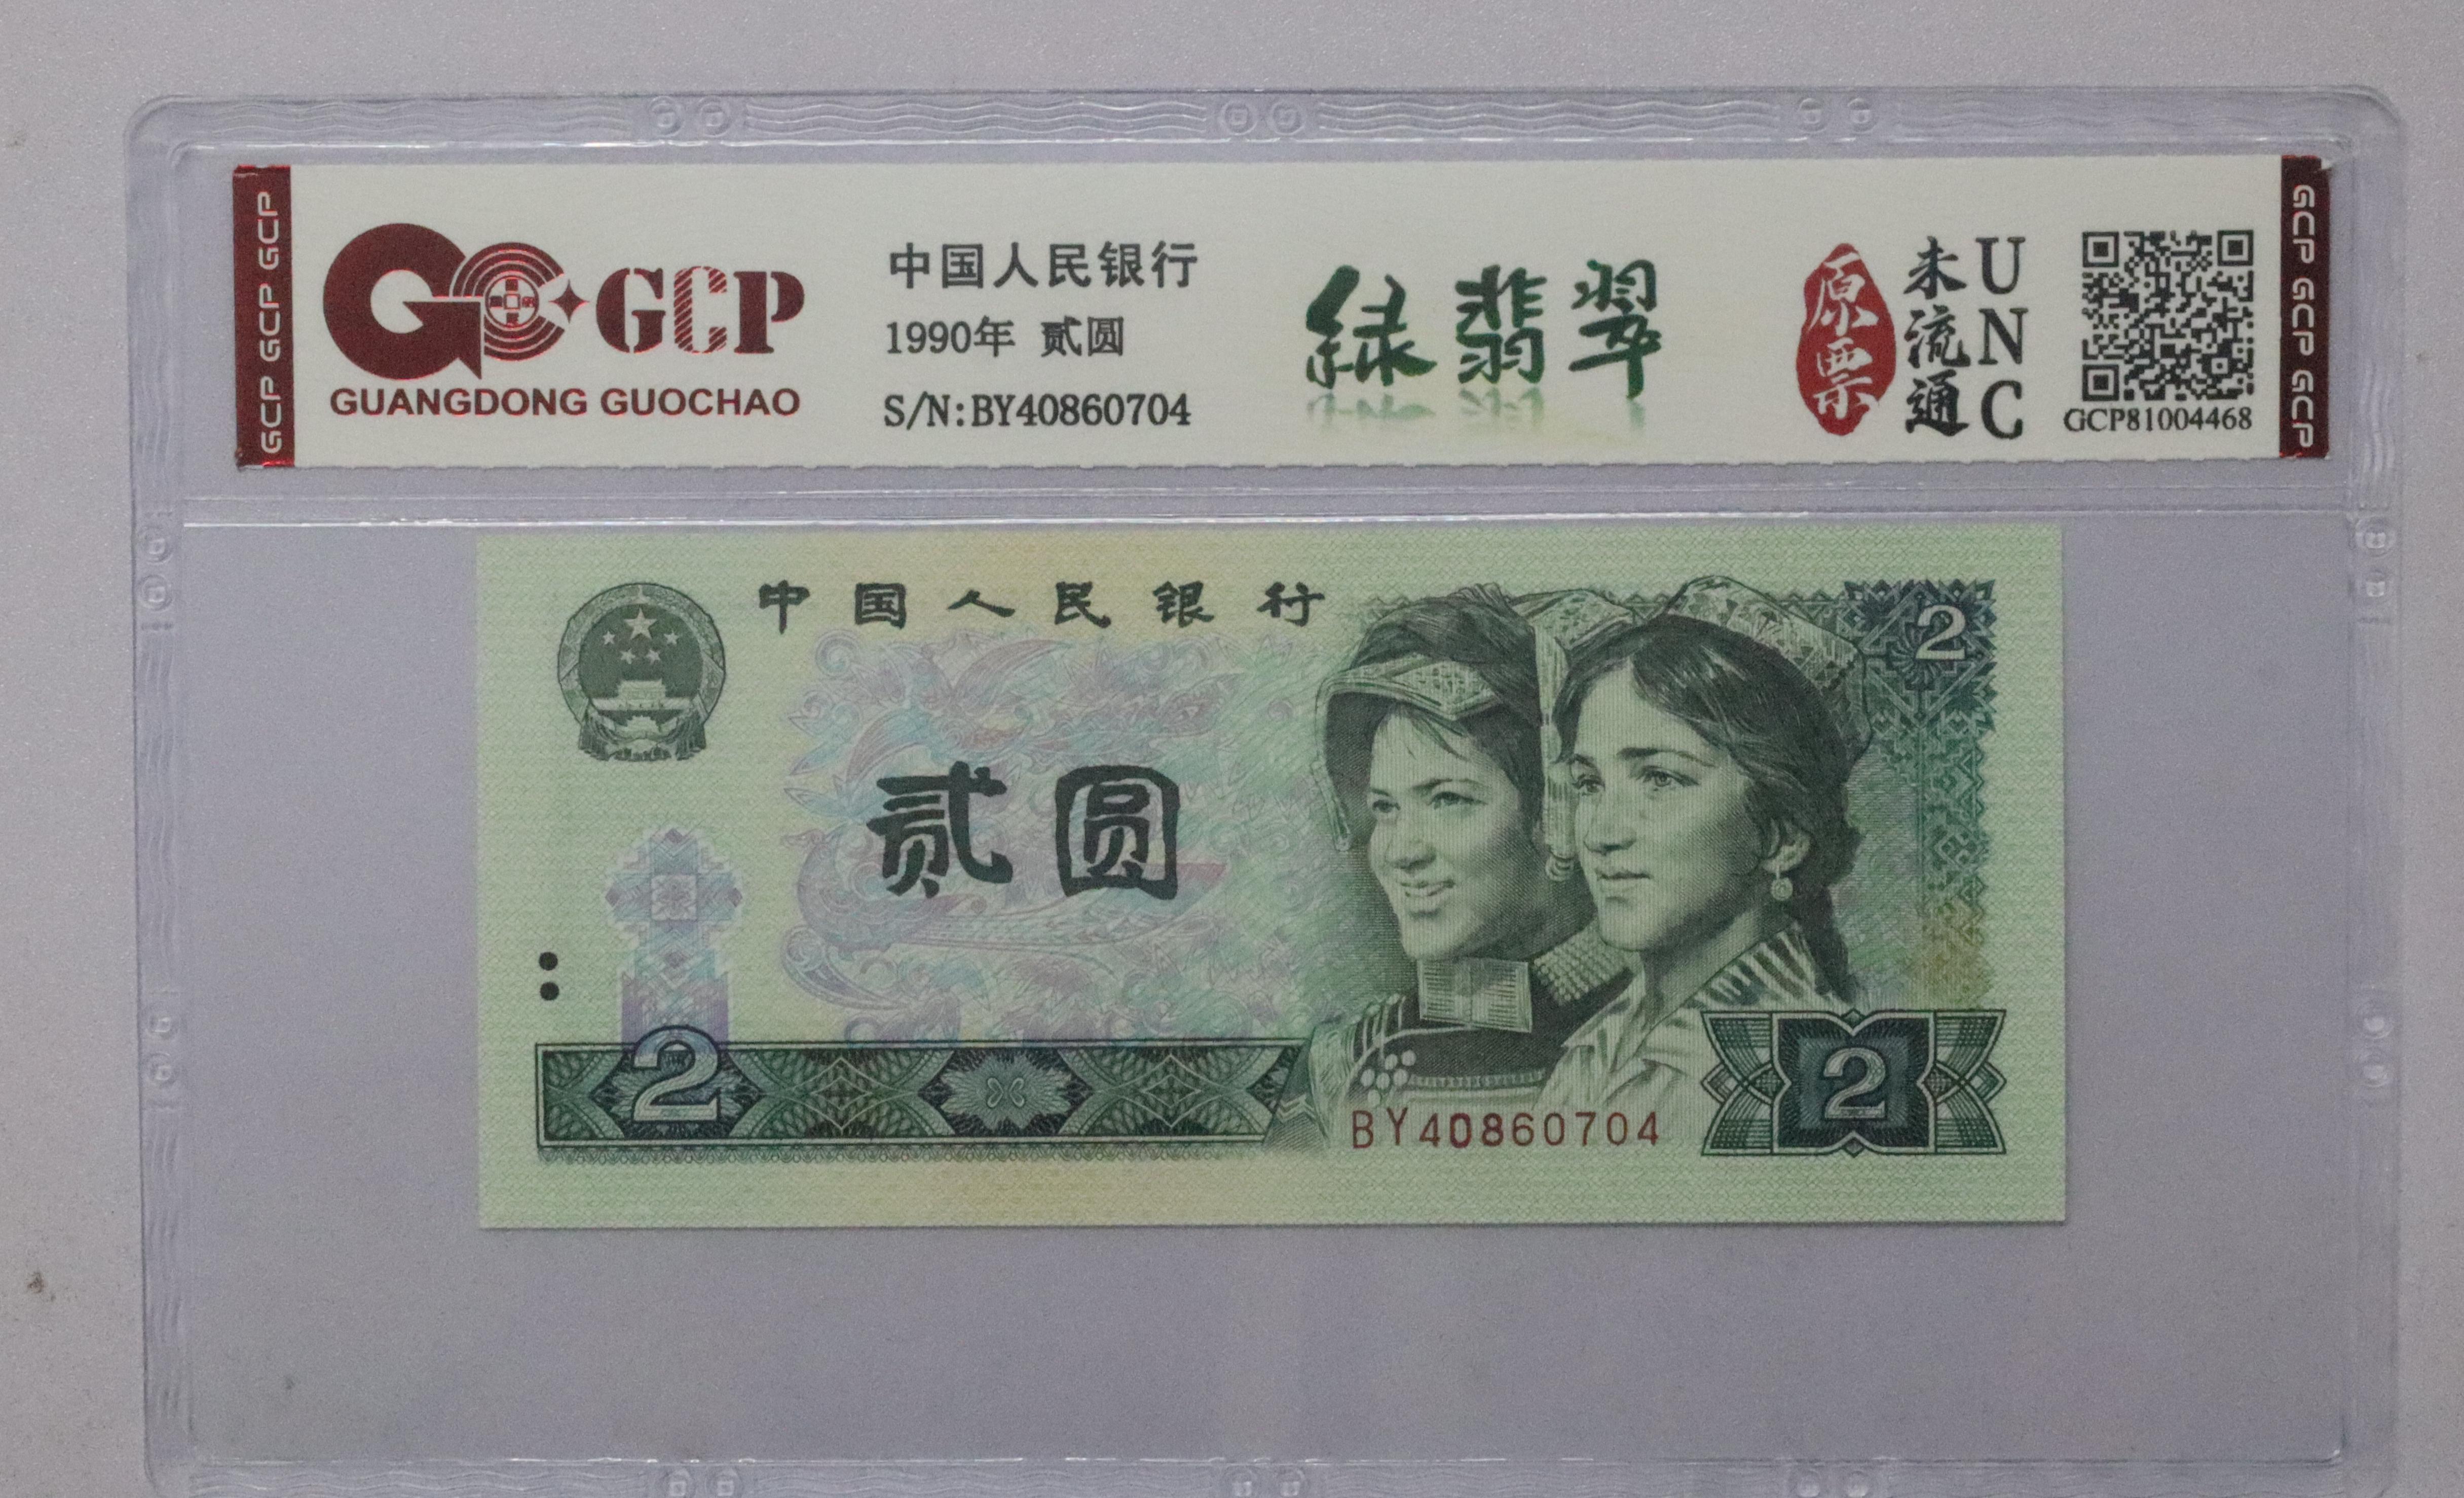 GCP GCP GCP
GCP
GUANGDONG GUOCHAO
中国人民银行
1990年 贰圆
S/N:BY40860704
绿翡翠
原票
未流通
UNC
GCP81004468
GCP GCP GCP
中国人民银行
2
贰圆
2
BY40860704
2